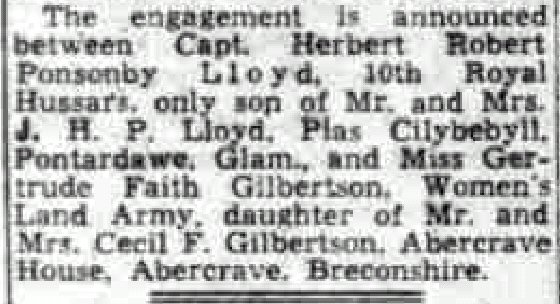 The engagement is announced
between Capt. Herbert Robert
Ponsonby Lloyd, 10th Royal
Hussars, only son of Mr. and Mrs.
J. H. P. Lloyd, Plas Cilybebyll,
Pontardawe, Glam., and Miss Ger-
trude Faith Gilbertson, Women's
Land Army, daughter of Mr. and
Mrs. Cecil F. Gilbertson, Abercrave
House, Abercrave, Breconshire.